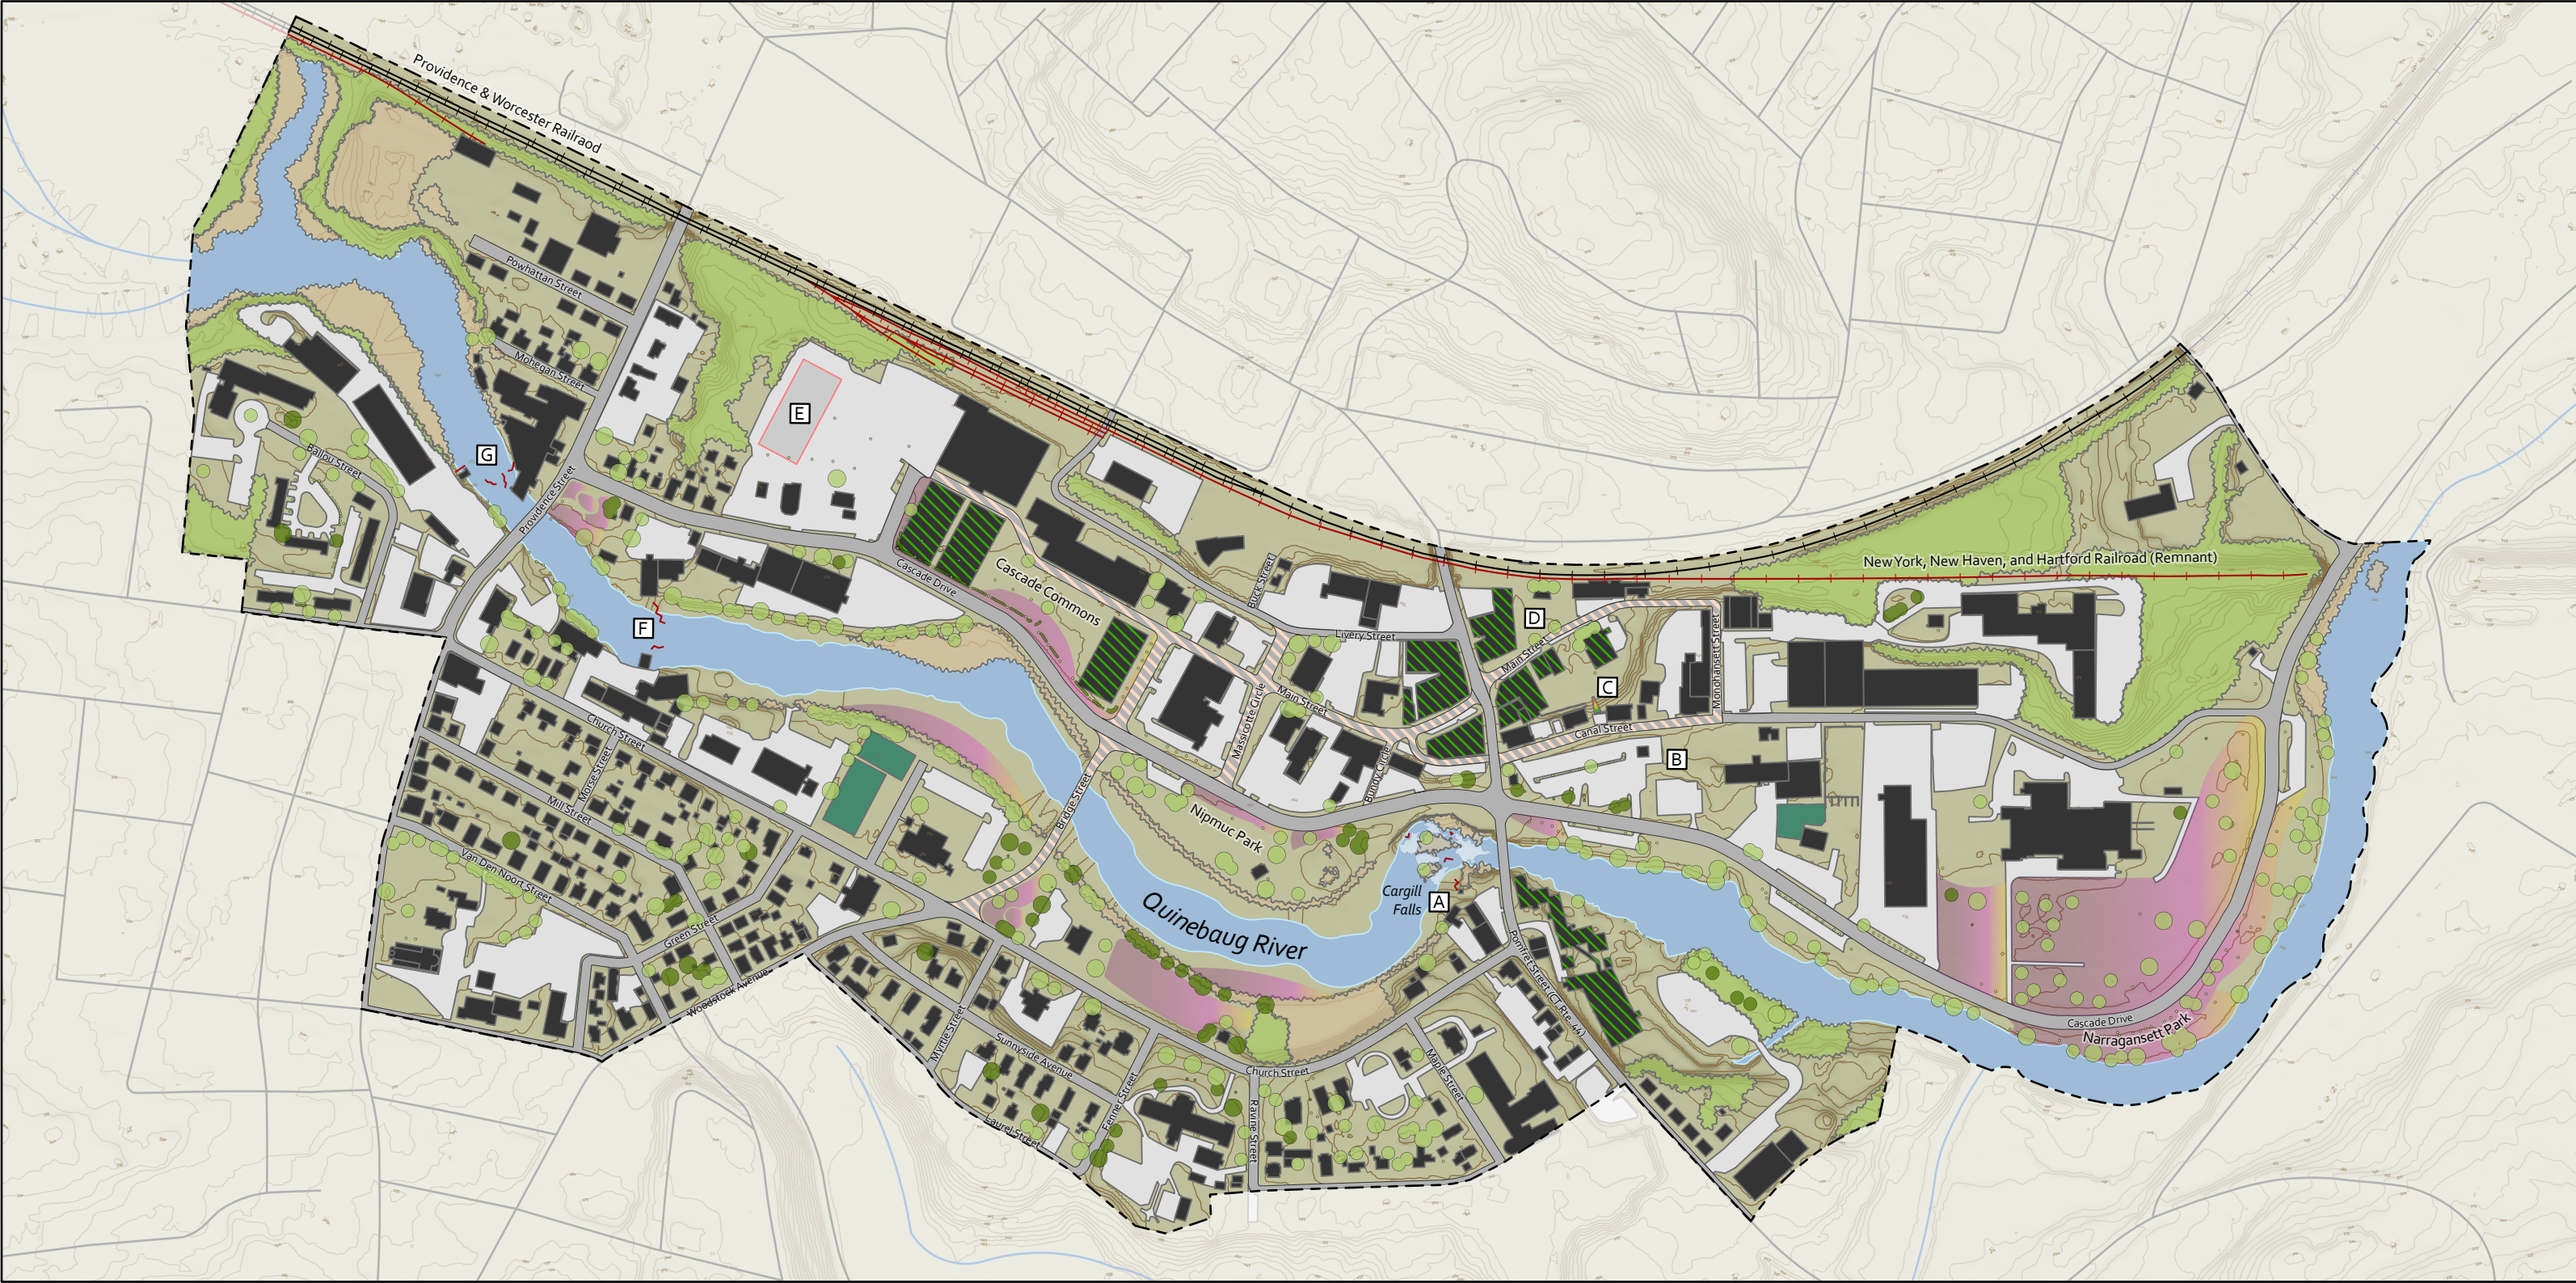 Providence & Worcester Railraod
Powhattan Street
Mohegan Street
E
Ballou Street
G
Providence Street
Buck Street
New York, New Haven, and Hartford Railroad (Remnant)
Cascade Drive
Cascade Commons
F
Livery Street
D
Main Street
Monohansett Street
C
Church Street
Morse Street
Mill Street
Massicotte Circle
Main Street
Canal Street
B
Bundy Circle
Bridge Street
Nipmuc Park
Van Den Noort Street
Green Street
Quinebaug River
Cargill
Falls
A
Woodstock Avenue
Pomfret Street (CT Rte. 44)
Myrtle Street
Sunnyside Avenue
Cascade Drive
Narragansett Park
Church Street
Maple Street
Fenner Street
Laurel Street
Ravine Street